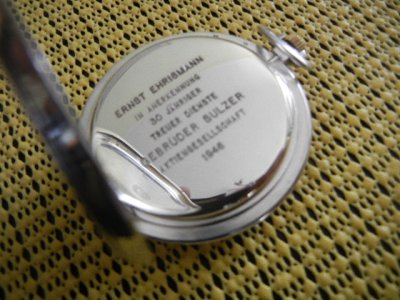 ERNST EHRISMANN
IN ANERKENNUNG
30 JÄHRIGER
TREUER DIENSTE
GEBRÜDER SULZER
AKTIENGESELLSCHAFT
1946